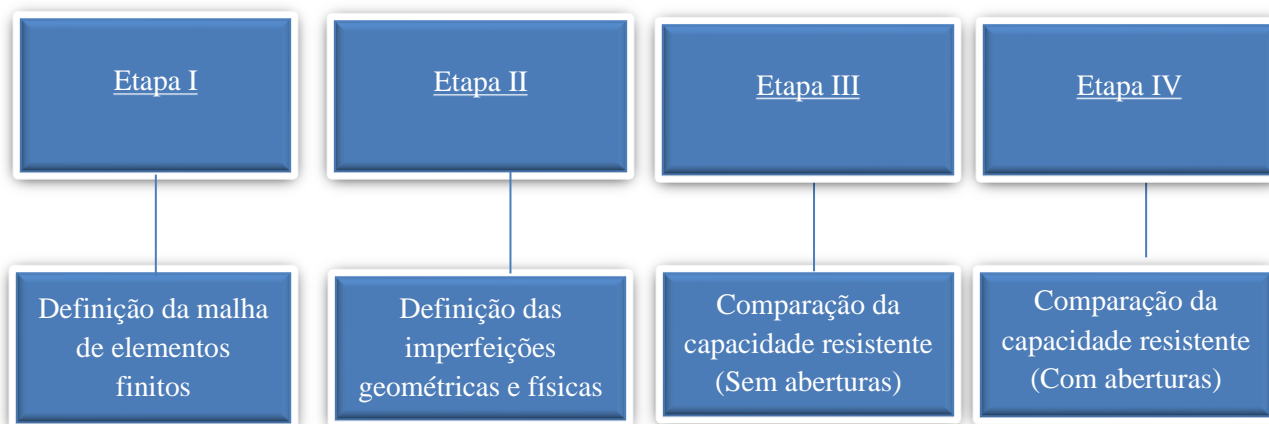 Etapa I
Etapa II
Etapa III
Etapa IV
Definição da malha
de elementos
finitos
Definição das
imperfeições
geométricas e físicas
Comparação da
capacidade resistente
(Sem aberturas)
Comparação da
capacidade resistente
(Com aberturas)